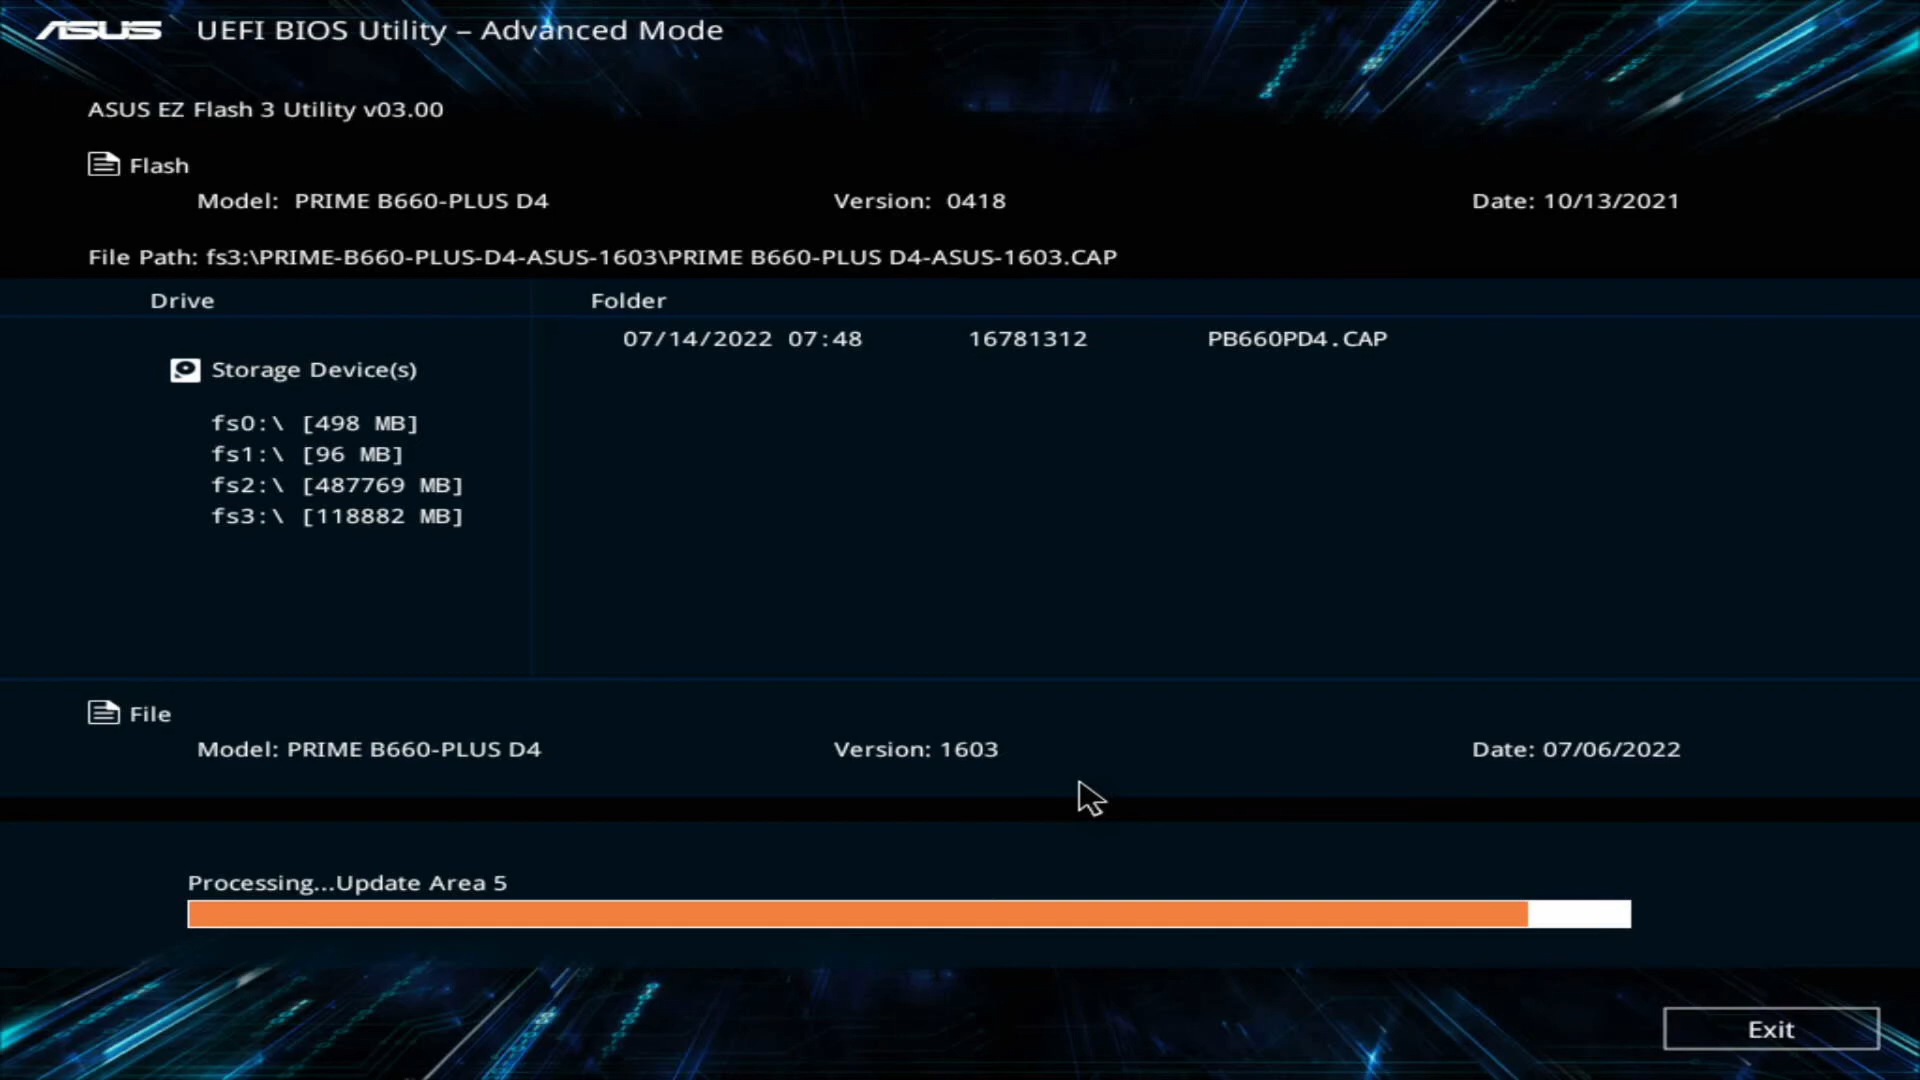 ASUS UEFI BIOS Utility – Advanced Mode
ASUS EZ Flash 3 Utility v03.00
Flash
Model: PRIME B660-PLUS D4 Version: 0418 Date: 10/13/2021
File Path: fs3:\PRIME-B660-PLUS-D4-ASUS-1603\PRIME B660-PLUS D4-ASUS-1603.CAP
Drive Folder
07/14/2022 07:48 16781312 PB660PD4.CAP
Storage Device(s)
fs0:\ [498 MB]
fs1:\ [96 MB]
fs2:\ [487769 MB]
fs3:\ [118882 MB]
File
Model: PRIME B660-PLUS D4 Version: 1603 Date: 07/06/2022
Processing...Update Area 5
Exit